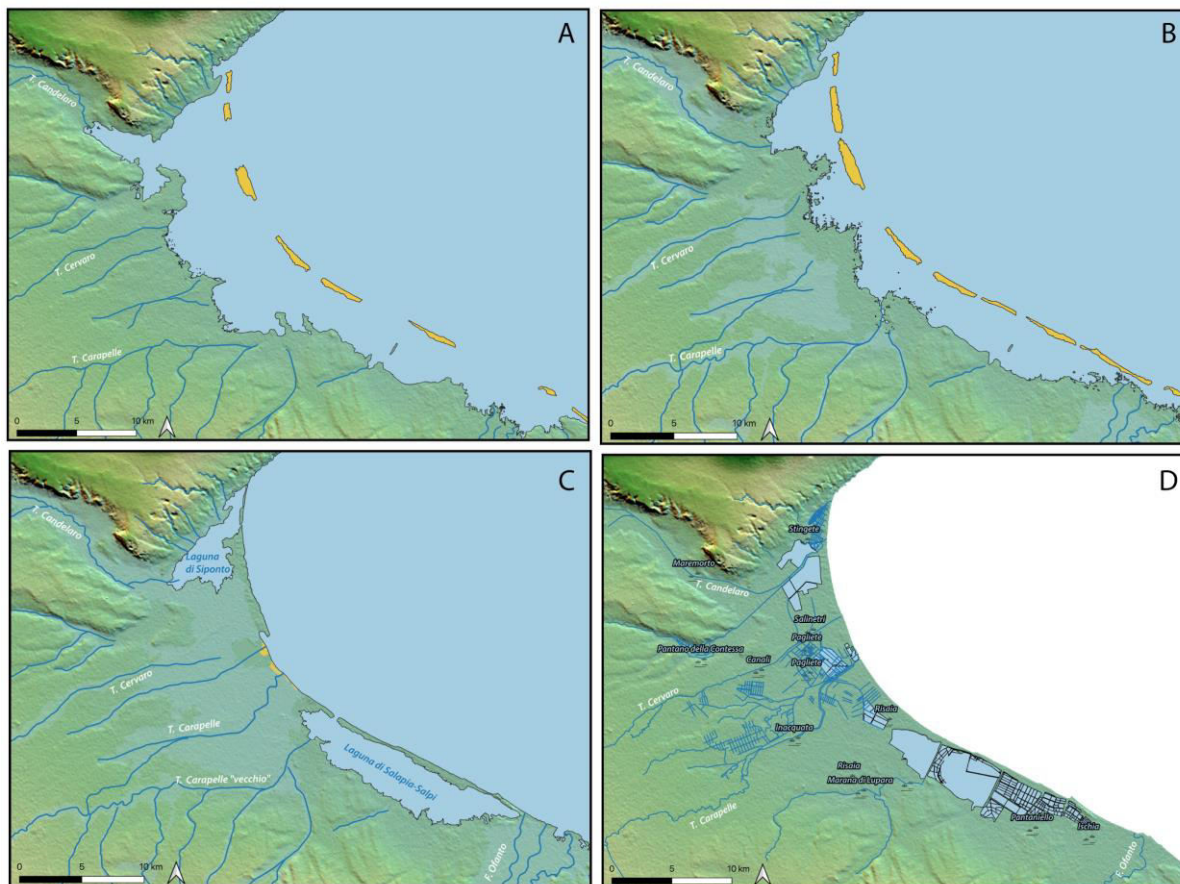 A
T. Candelaro
T. Cervaro
T. Carapelle
0 5 10 km
B
T. Candelaro
T. Cervaro
T. Carapelle
0 5 10 km
C
T. Candelaro
Laguna
di Siponto
T. Cervaro
T. Carapelle
T. Carapelle "vecchio"
Laguna di Salapia-Salpi
F. Ofanto
0 5 10 km
D
Stingete
Maremorto
T. Candelaro
Salinetri
Pagliete
Pantano della Contessa
Canali
Pagliete
T. Cervaro
Risaia
Inacquata
Risaia
Marana di Lupara
T. Carapelle
Pantaniello
Ischia
F. Ofanto
0 5 10 km